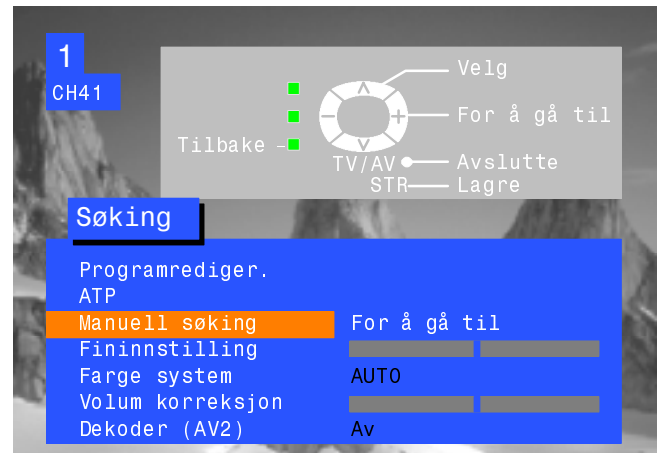 1
CH41
Velg
For å gå til
Tilbake
TV/AV Avslutte
STR Lagre
Søking
Programrediger.
ATP
Manuell søking For å gå til
Fininnstilling
Farge system AUTO
Volum korreksjon
Dekoder (AV2) Av